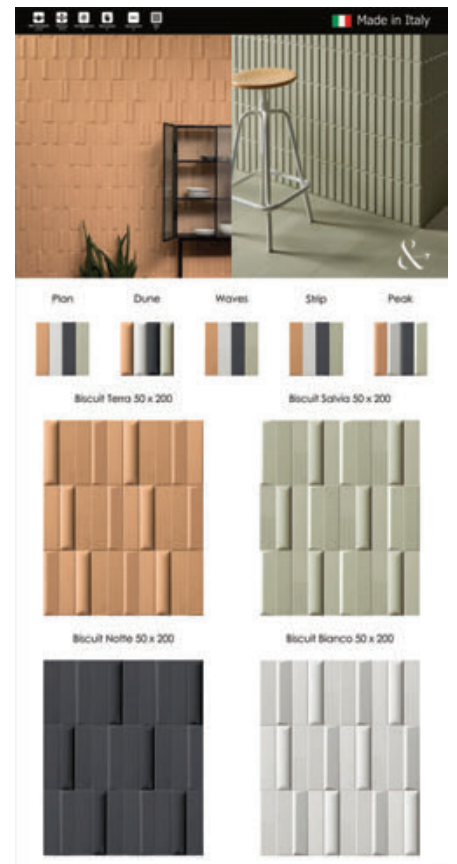 Made in Italy
&
Plan Dune Waves Strip Peak
Biscuit Terra 50 x 200 Biscuit Salvia 50 x 200
Biscuit Notte 50 x 200 Biscuit Bianco 50 x 200